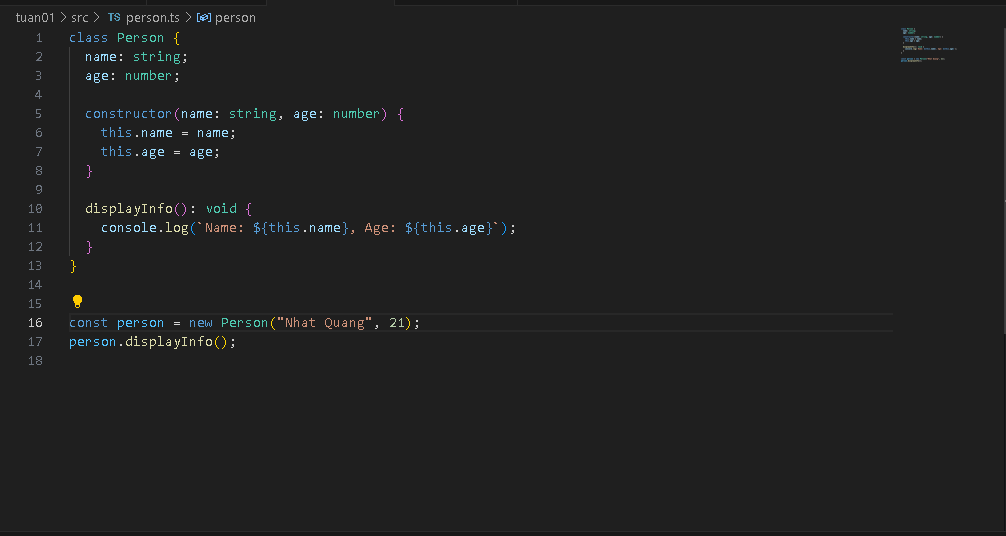 tuan01 > src > TS person.ts > person
1 class Person {
2   name: string;
3   age: number;
4
5   constructor(name: string, age: number) {
6     this.name = name;
7     this.age = age;
8   }
9
10   displayInfo(): void {
11     console.log(`Name: ${this.name}, Age: ${this.age}`);
12   }
13 }
14
15
16 const person = new Person("Nhat Quang", 21);
17 person.displayInfo();
18